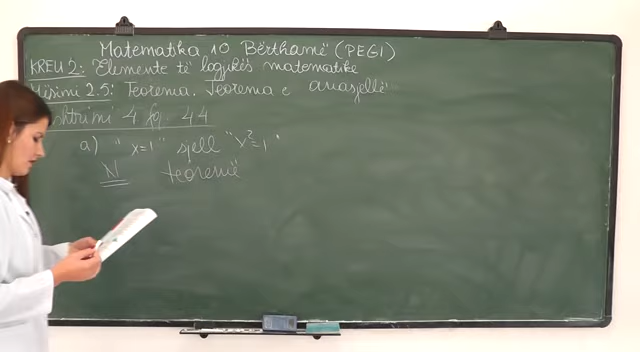 Matematika 10 Bërthamë (PEGI)
KREU 2: Elemente të logjikës matematike
Mësimi 2.5: Teorema. Teorema e anasjellë
shtrimi 4 fq. 44
a) "x=1" sjell "x²=1"
N teoremë